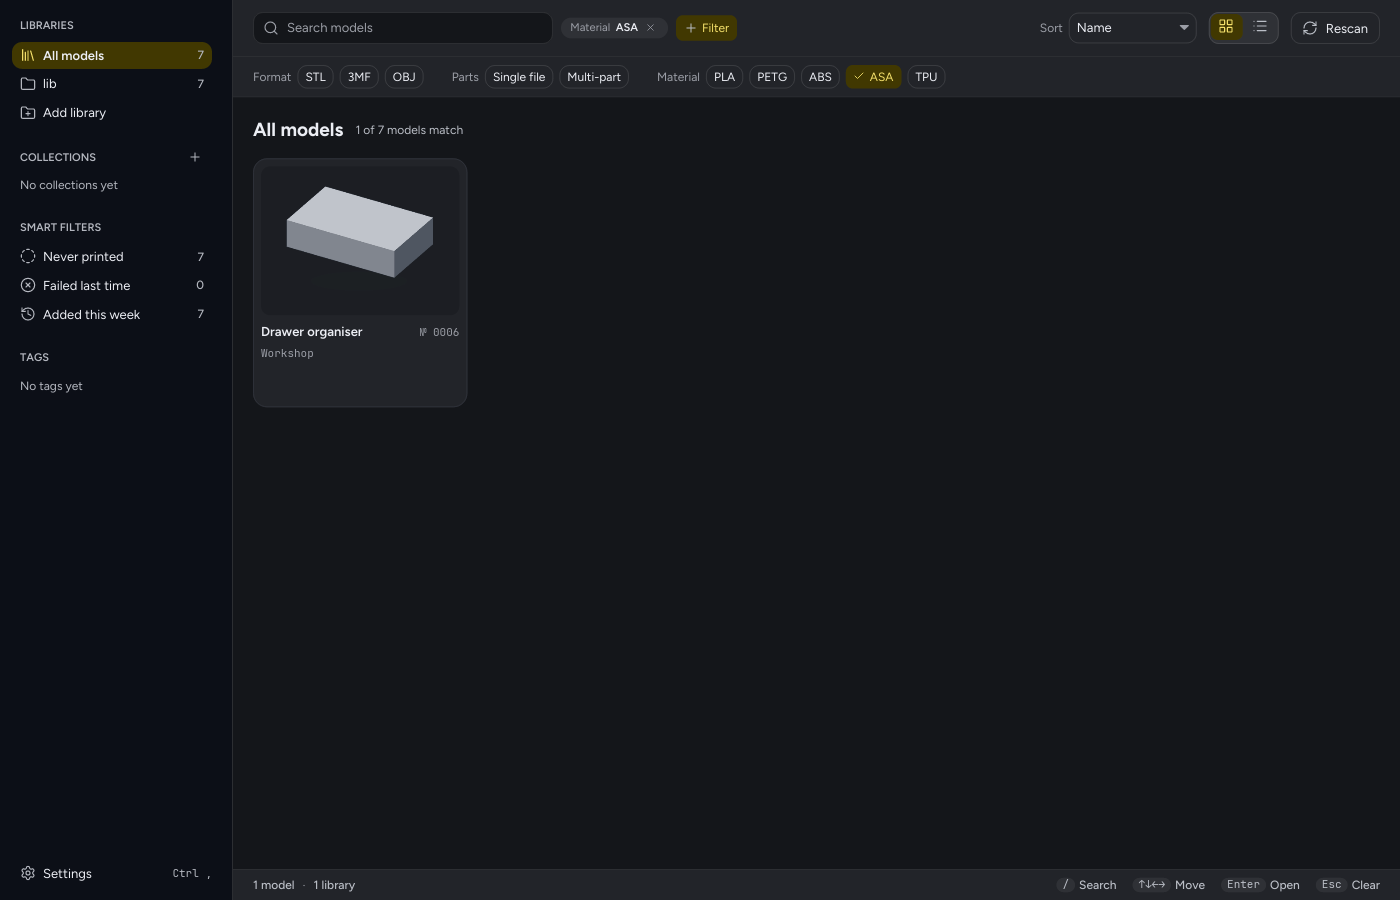 LIBRARIES
All models 7
lib 7
Add library
COLLECTIONS
No collections yet
SMART FILTERS
Never printed 7
Failed last time 0
Added this week 7
TAGS
No tags yet
Settings Ctrl ,
Search models Material ASA Filter Sort Name Rescan
Format STL 3MF OBJ Parts Single file Multi-part Material PLA PETG ABS ASA TPU
All models 1 of 7 models match
Drawer organiser № 0006
Workshop
1 model · 1 library / Search ↑↓←→ Move Enter Open Esc Clear